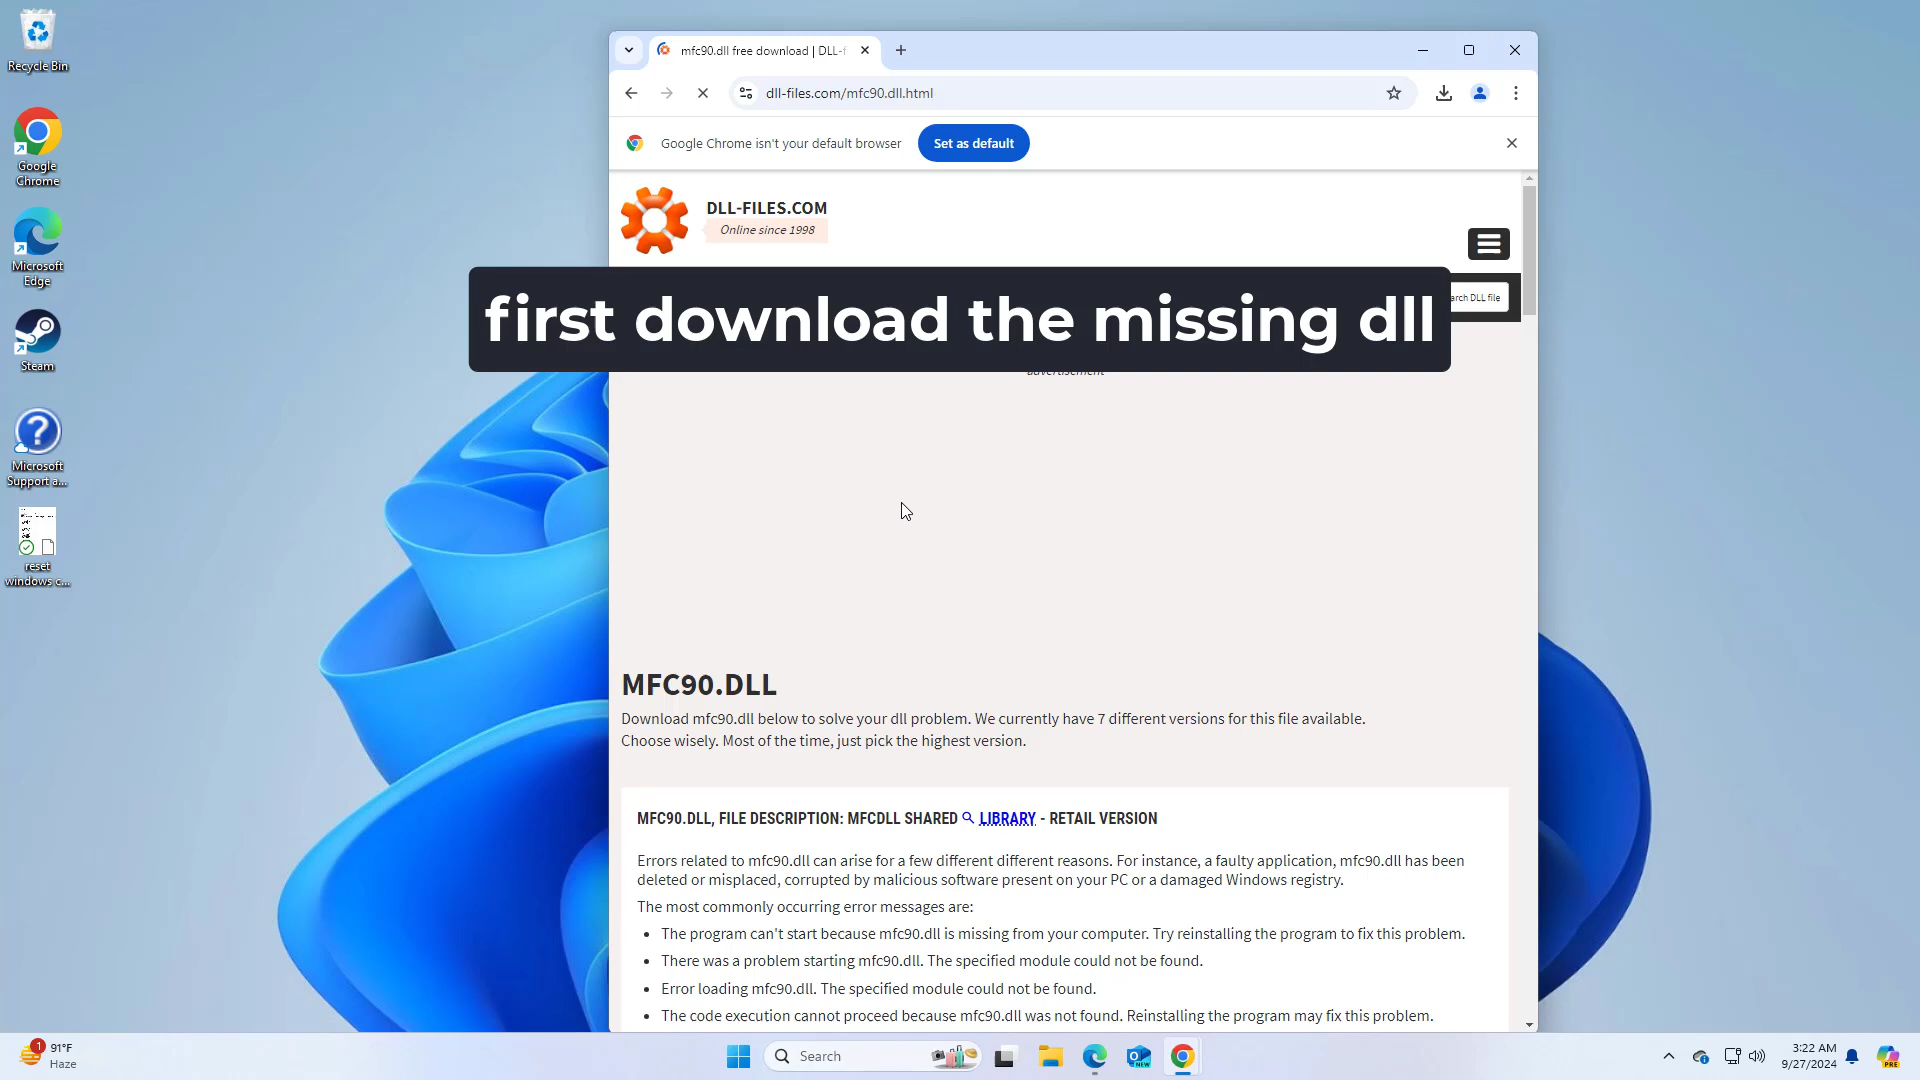 Recycle Bin
Google
Chrome
Microsoft
Edge
Steam
Microsoft
Support a...
reset
windows c...
mfc90.dll free download | DLL-f
dll-files.com/mfc90.dll.html
Google Chrome isn't your default browser
Set as default
DLL-FILES.COM
Online since 1998
arch DLL file
first download the missing dll
advertisement
MFC90.DLL
Download mfc90.dll below to solve your dll problem. We currently have 7 different versions for this file available.
Choose wisely. Most of the time, just pick the highest version.
MFC90.DLL, FILE DESCRIPTION: MFCDLL SHARED LIBRARY - RETAIL VERSION
Errors related to mfc90.dll can arise for a few different different reasons. For instance, a faulty application, mfc90.dll has been
deleted or misplaced, corrupted by malicious software present on your PC or a damaged Windows registry.
The most commonly occurring error messages are:
• The program can't start because mfc90.dll is missing from your computer. Try reinstalling the program to fix this problem.
• There was a problem starting mfc90.dll. The specified module could not be found.
• Error loading mfc90.dll. The specified module could not be found.
• The code execution cannot proceed because mfc90.dll was not found. Reinstalling the program may fix this problem.
1
91°F
Haze
Search
NEW
3:22 AM
9/27/2024
PRE